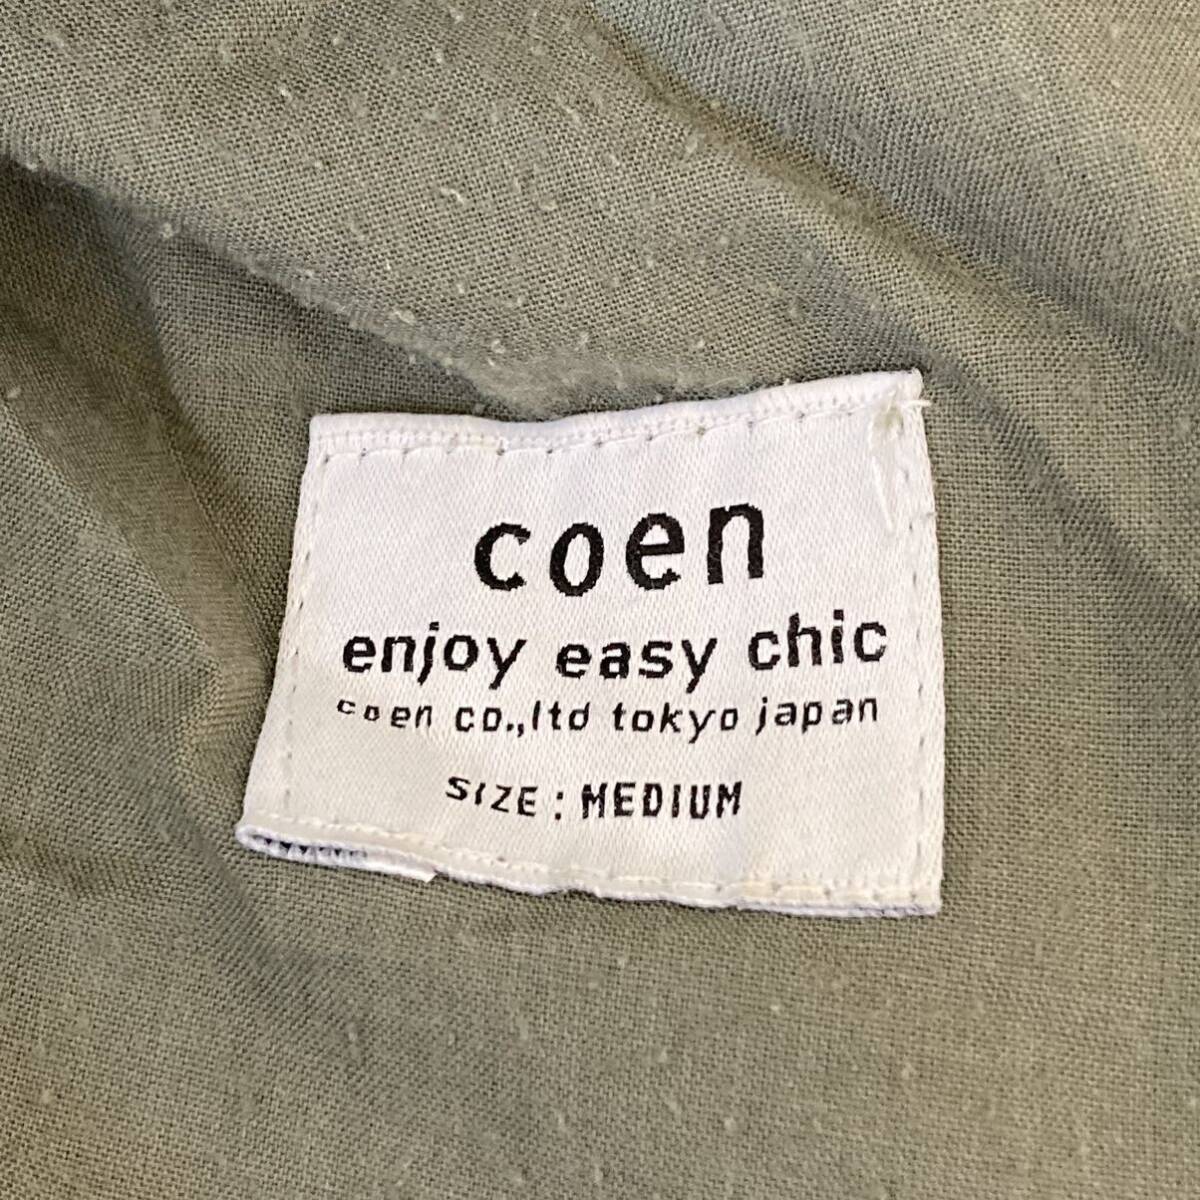 coen
enjoy easy chic
coen co.,ltd tokyo japan
SIZE : MEDIUM